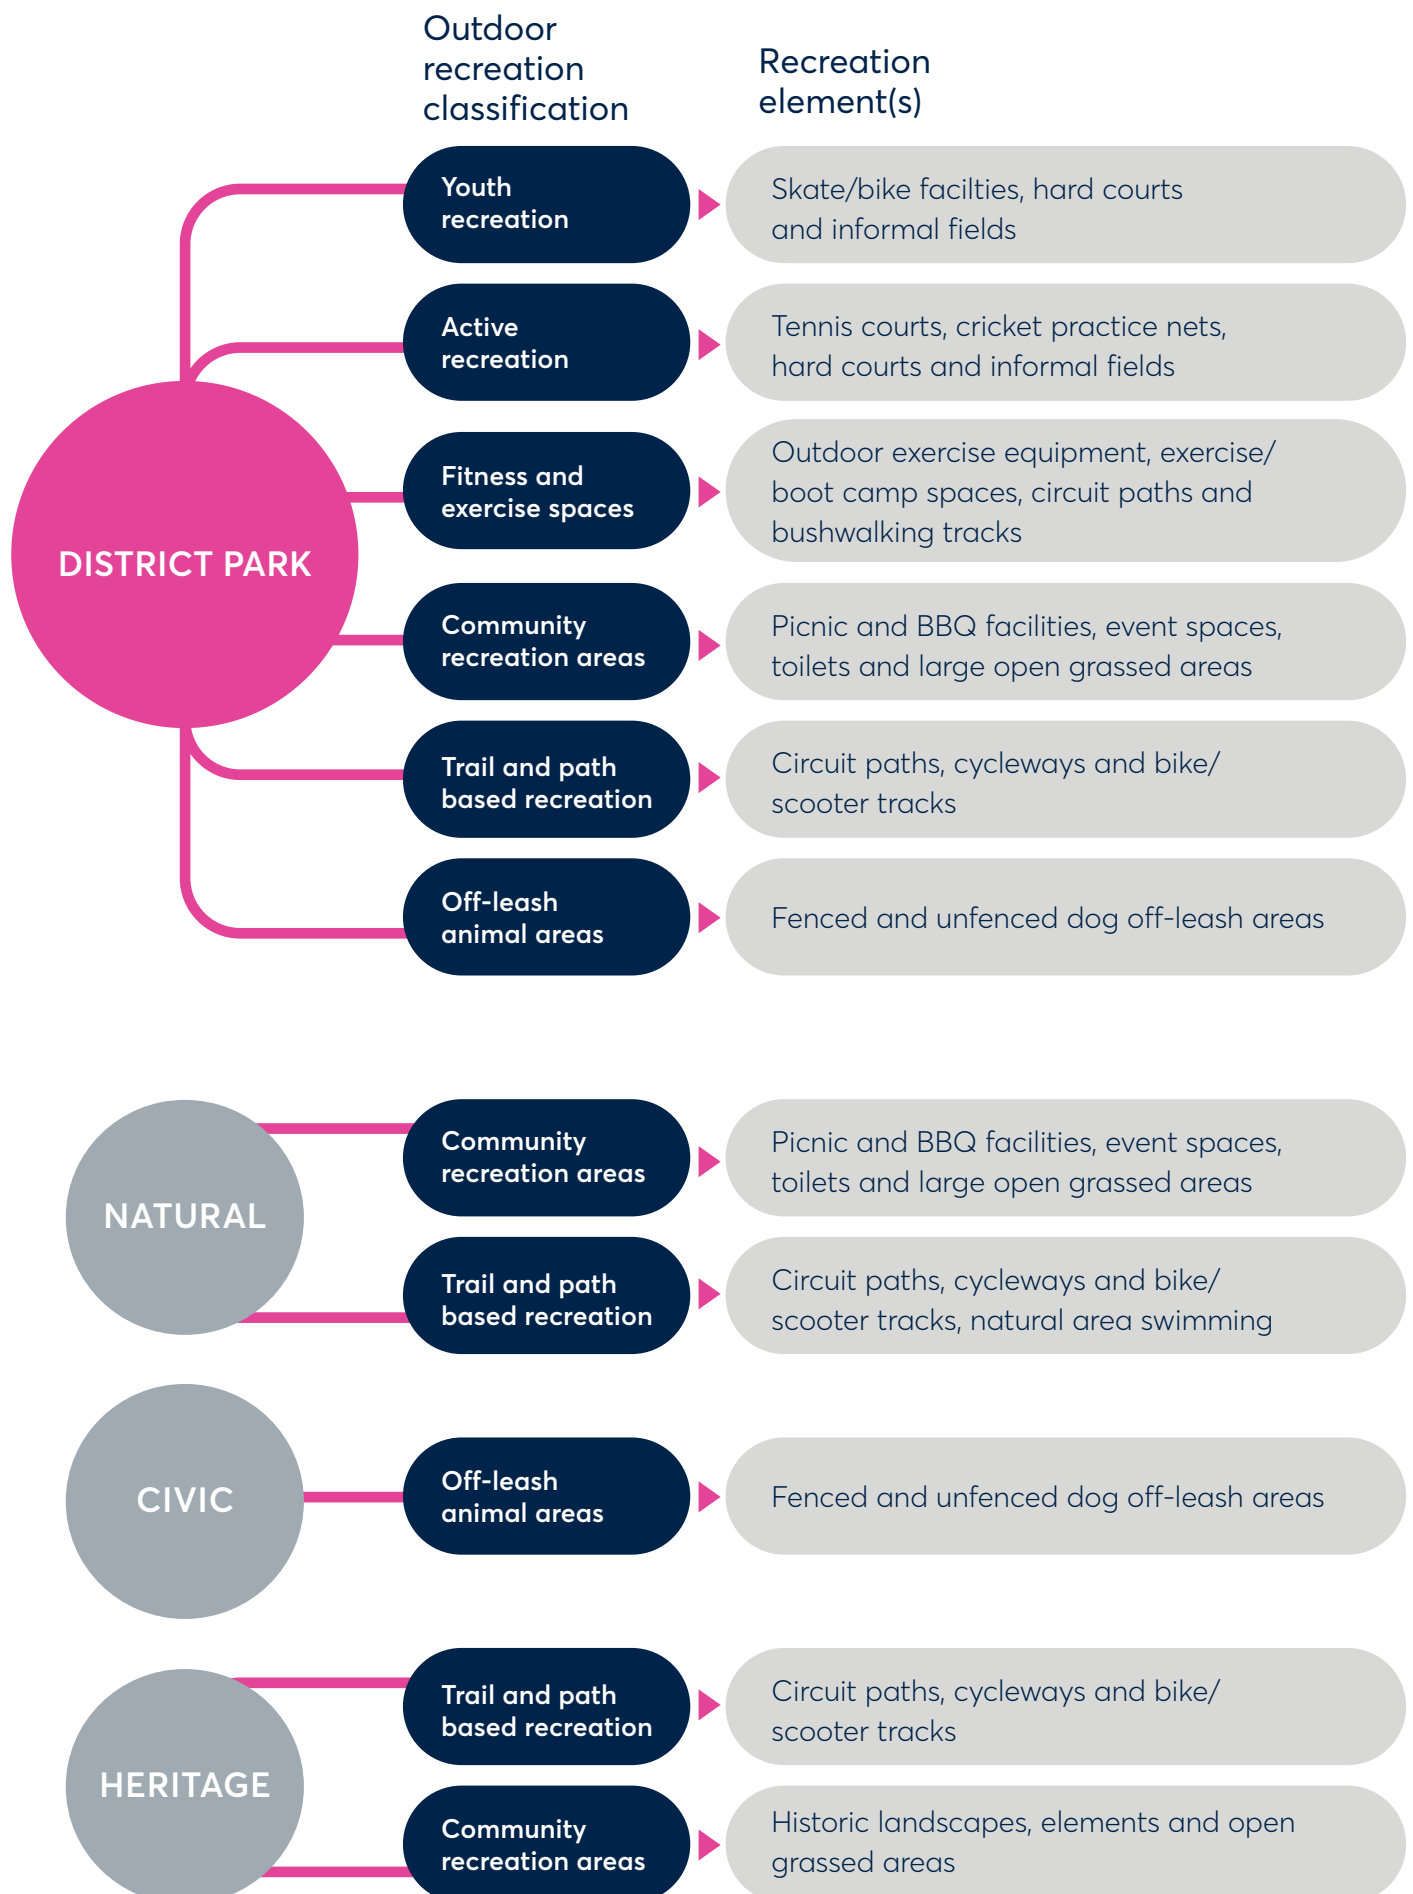 Outdoor
recreation
classification
Recreation
element(s)
DISTRICT PARK
Youth
recreation
Skate/bike facilties, hard courts
and informal fields
Active
recreation
Tennis courts, cricket practice nets,
hard courts and informal fields
Fitness and
exercise spaces
Outdoor exercise equipment, exercise/
boot camp spaces, circuit paths and
bushwalking tracks
Community
recreation areas
Picnic and BBQ facilities, event spaces,
toilets and large open grassed areas
Trail and path
based recreation
Circuit paths, cycleways and bike/
scooter tracks
Off-leash
animal areas
Fenced and unfenced dog off-leash areas
NATURAL
Community
recreation areas
Picnic and BBQ facilities, event spaces,
toilets and large open grassed areas
Trail and path
based recreation
Circuit paths, cycleways and bike/
scooter tracks, natural area swimming
CIVIC
Off-leash
animal areas
Fenced and unfenced dog off-leash areas
HERITAGE
Trail and path
based recreation
Circuit paths, cycleways and bike/
scooter tracks
Community
recreation areas
Historic landscapes, elements and open
grassed areas